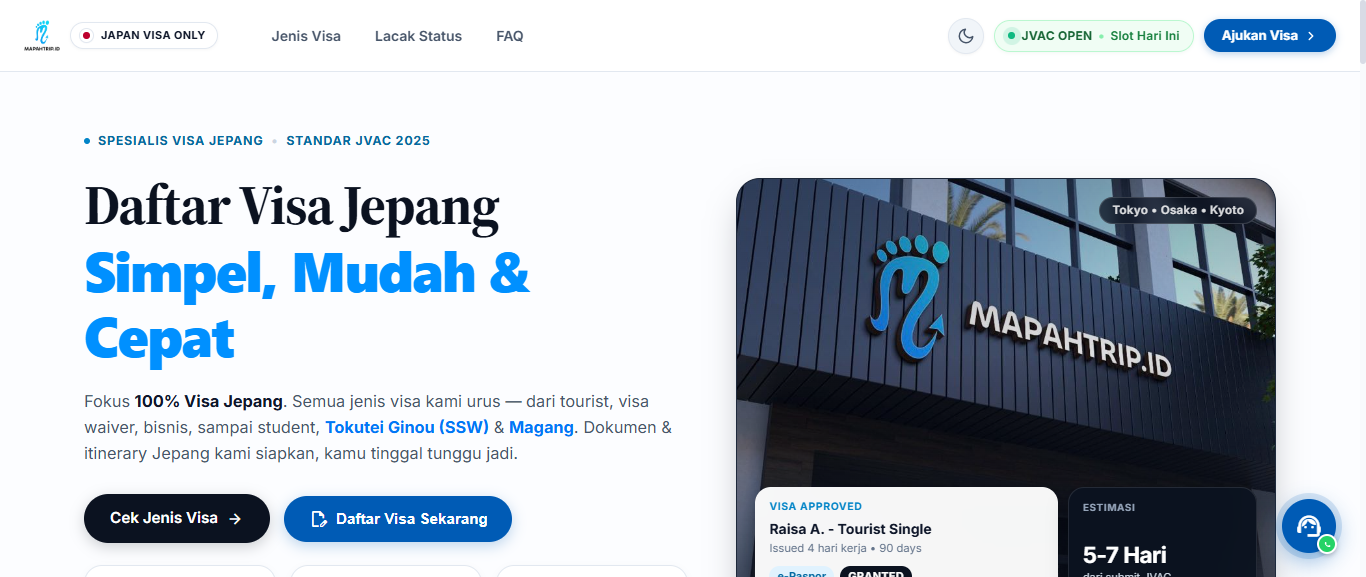 MAPAHTRIP.ID
JAPAN VISA ONLY
Jenis Visa
Lacak Status
FAQ
JVAC OPEN • Slot Hari Ini
Ajukan Visa
SPESIALIS VISA JEPANG • STANDAR JVAC 2025
Daftar Visa Jepang
Simpel, Mudah &
Cepat
Fokus 100% Visa Jepang. Semua jenis visa kami urus — dari tourist, visa
waiver, bisnis, sampai student, Tokutei Ginou (SSW) & Magang. Dokumen &
itinerary Jepang kami siapkan, kamu tinggal tunggu jadi.
Cek Jenis Visa →
Daftar Visa Sekarang
Tokyo • Osaka • Kyoto
MAPAHTRIP.ID
VISA APPROVED
Raisa A. - Tourist Single
Issued 4 hari kerja • 90 days
e-Paspor
GRANTED
ESTIMASI
5-7 Hari
dari submit JVAC